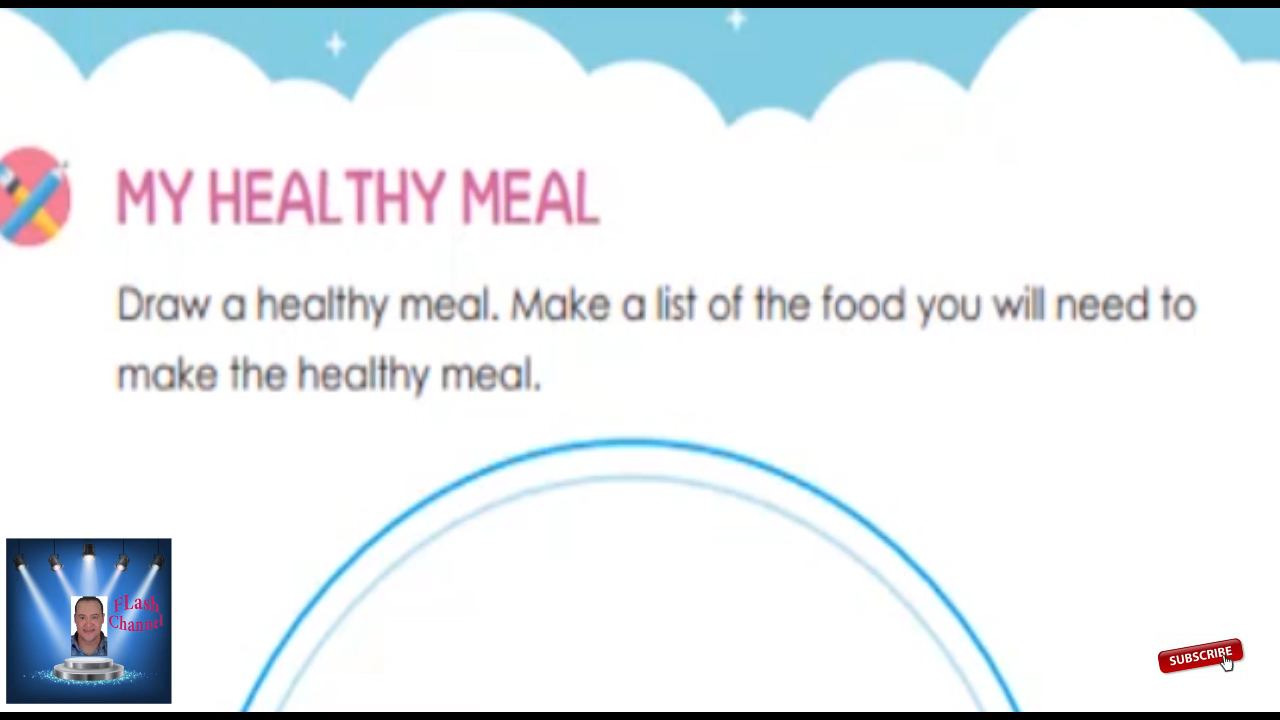 MY HEALTHY MEAL
Draw a healthy meal. Make a list of the food you will need to
make the healthy meal.
FLash
Channel
SUBSCRIBE